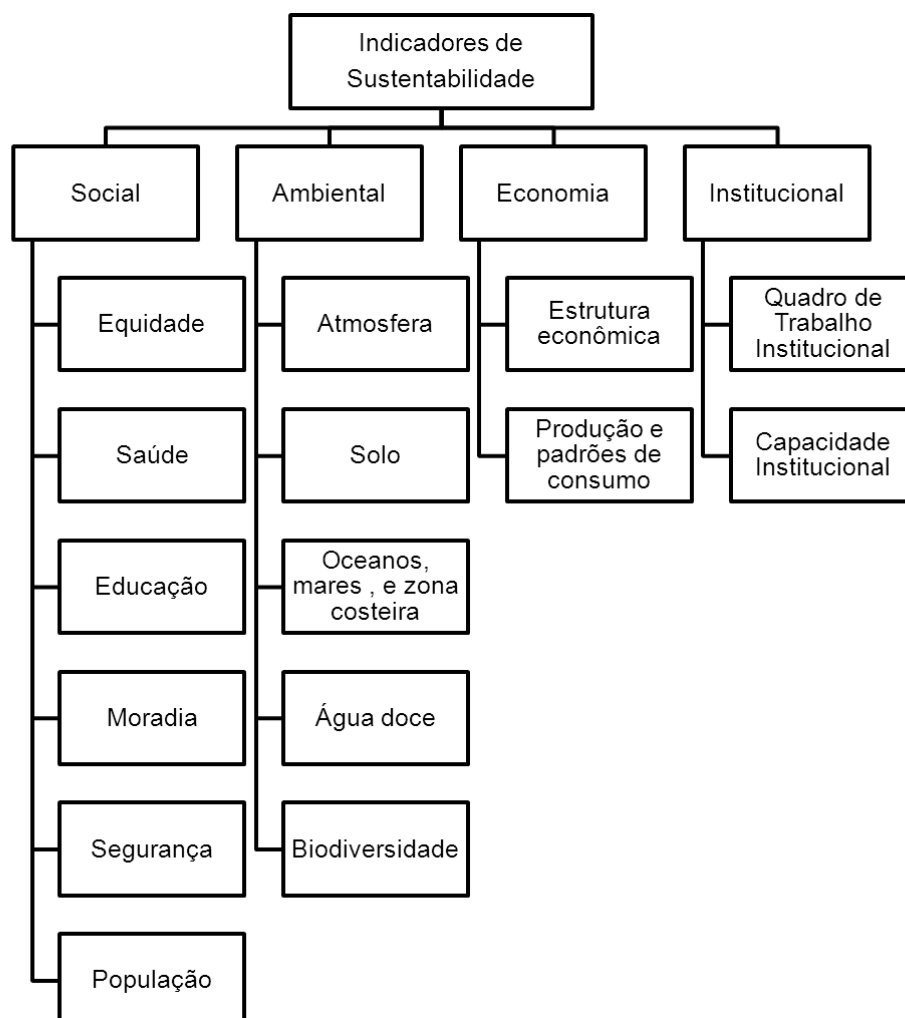 Indicadores de
Sustentabilidade
Social
Ambiental
Economia
Institucional
Equidade
Saúde
Educação
Moradia
Segurança
População
Atmosfera
Solo
Oceanos,
mares , e zona
costeira
Água doce
Biodiversidade
Estrutura
econômica
Produção e
padrões de
consumo
Quadro de
Trabalho
Institucional
Capacidade
Institucional